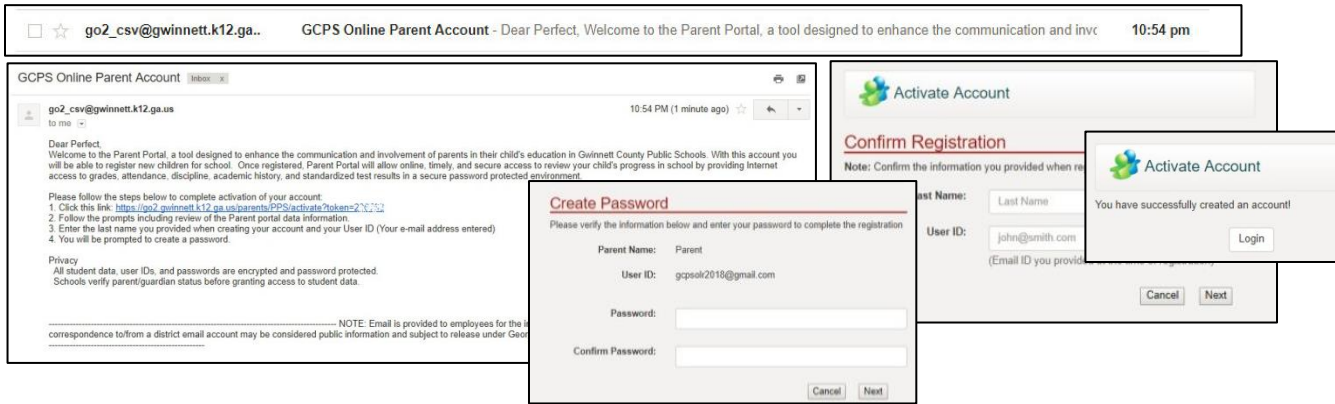 go2_csv@gwinnett.k12.ga.. GCPS Online Parent Account - Dear Perfect, Welcome to the Parent Portal, a tool designed to enhance the communication and invo 10:54 pm
GCPS Online Parent Account Inbox x
go2_csv@gwinnett.k12.ga.us 10:54 PM (1 minute ago)
to me
Dear Perfect,
Welcome to the Parent Portal, a tool designed to enhance the communication and involvement of parents in their child's education in Gwinnett County Public Schools. With this account you
will be able to register new children for school. Once registered, Parent Portal will allow online, timely, and secure access to review your child's progress in school by providing Internet
access to grades, attendance, discipline, academic history, and standardized test results in a secure password protected environment.
Please follow the steps below to complete activation of your account:
1. Click this link: https://go2.gwinnett.k12.ga.us/parents/PPS/activate?token=
2. Follow the prompts including review of the Parent portal data information.
3. Enter the last name you provided when creating your account and your User ID (Your e-mail address entered)
4. You will be prompted to create a password.
Privacy
All student data, user IDs, and passwords are encrypted and password protected.
Schools verify parent/guardian status before granting access to student data.
NOTE: Email is provided to employees for the
correspondence to/from a district email account may be considered public information and subject to release under
Create Password
Please verify the information below and enter your password to complete the registration
Parent Name: Parent
User ID: gcpsolr2018@gmail.com
Password:
Confirm Password:
Cancel Next
Activate Account
Confirm Registration
Note: Confirm the information you provided when
ast Name: Last Name
User ID: john@smith.com
(Email ID you
Cancel Next
Activate Account
You have successfully created an account!
Login